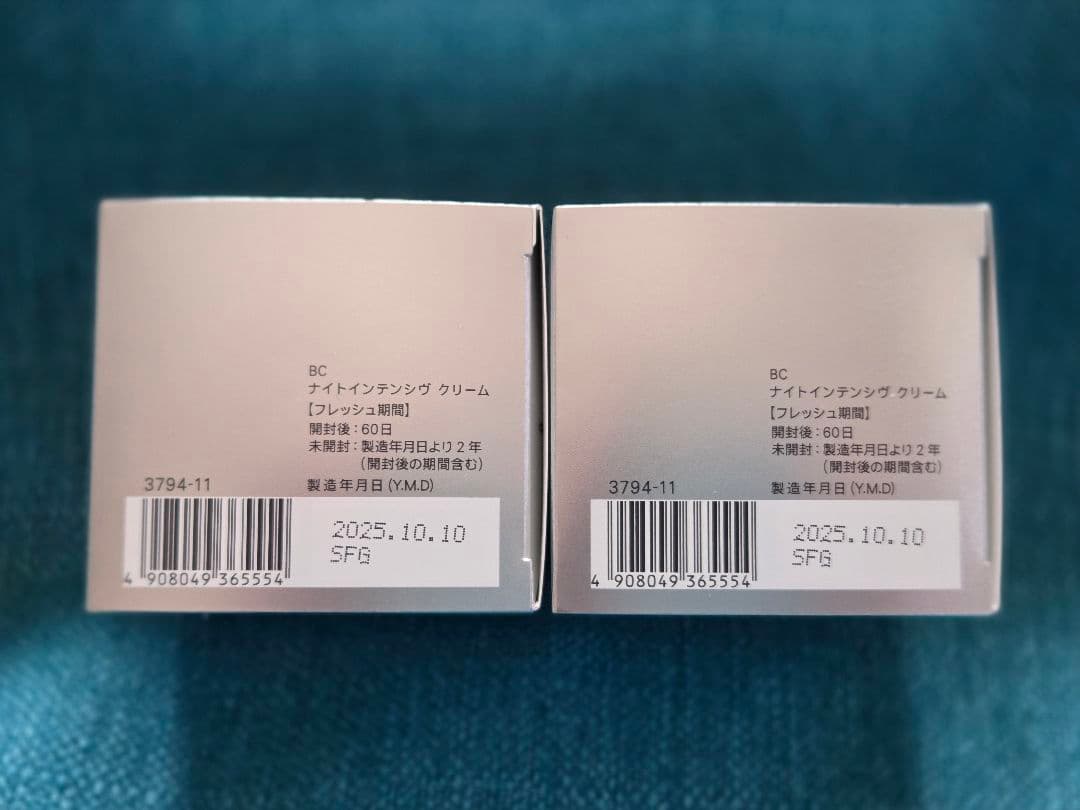 BC
ナイトインテンシヴ クリーム
【フレッシュ期間】
開封後：60日
未開封：製造年月日より２年
（開封後の期間含む）
3794-11
製造年月日（Y.M.D）
2025.10.10
SFG
4 908049 365554
BC
ナイトインテンシヴ クリーム
【フレッシュ期間】
開封後：60日
未開封：製造年月日より２年
（開封後の期間含む）
3794-11
製造年月日（Y.M.D）
2025.10.10
SFG
4 908049 365554